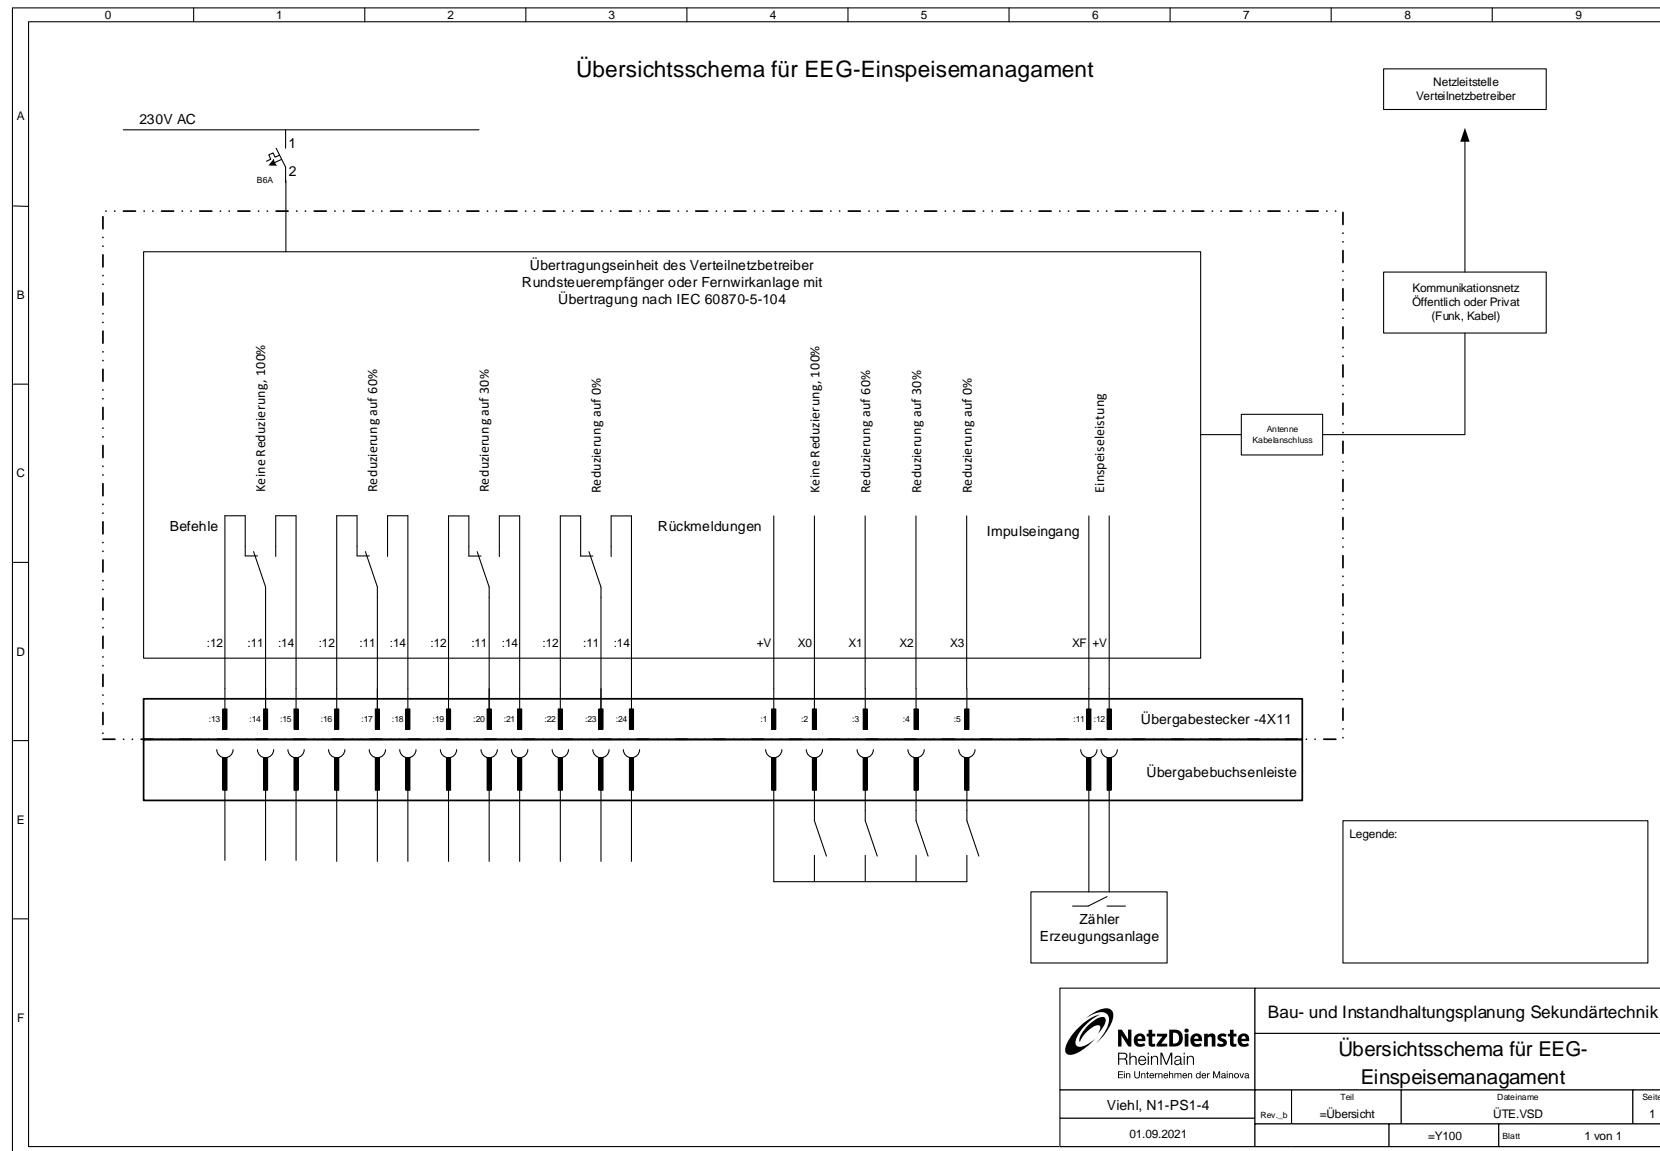 0 1 2 3 4 5 6 7 8 9
Übersichtsschema für EEG-Einspeisemanagament
Netzleitstelle
Verteilnetzbetreiber
A
230V AC
1
2
B6A
B
Übertragungseinheit des Verteilnetzbetreiber
Rundsteuerempfänger oder Fernwirkanlage mit
Übertragung nach IEC 60870-5-104
Kommunikationsnetz
Öffentlich oder Privat
(Funk, Kabel)
Keine Reduzierung, 100%
Reduzierung auf 60%
Reduzierung auf 30%
Reduzierung auf 0%
Keine Reduzierung, 100%
Reduzierung auf 60%
Reduzierung auf 30%
Reduzierung auf 0%
Einspeiseleistung
Antenne
Kabelanschluss
C
Befehle
Rückmeldungen
Impulseingang
D
:12 :11 :14 :12 :11 :14 :12 :11 :14 :12 :11 :14 +V X0 X1 X2 X3 XF +V
:13 :14 :15 :16 :17 :18 :19 :20 :21 :22 :23 :24 :1 :2 :3 :4 :5 :11 :12 Übergabestecker -4X11
Übergabebuchsenleiste
E
Legende:
Zähler
Erzeugungsanlage
F
NetzDienste
RheinMain
Ein Unternehmen der Mainova
Bau- und Instandhaltungsplanung Sekundärtechnik
Übersichtsschema für EEG-
Einspeisemanagament
Viehl, N1-PS1-4
01.09.2021
Rev._b
Teil
=Übersicht
Dateiname
ÜTE.VSD
Seite
1
=Y100
Blatt 1 von 1